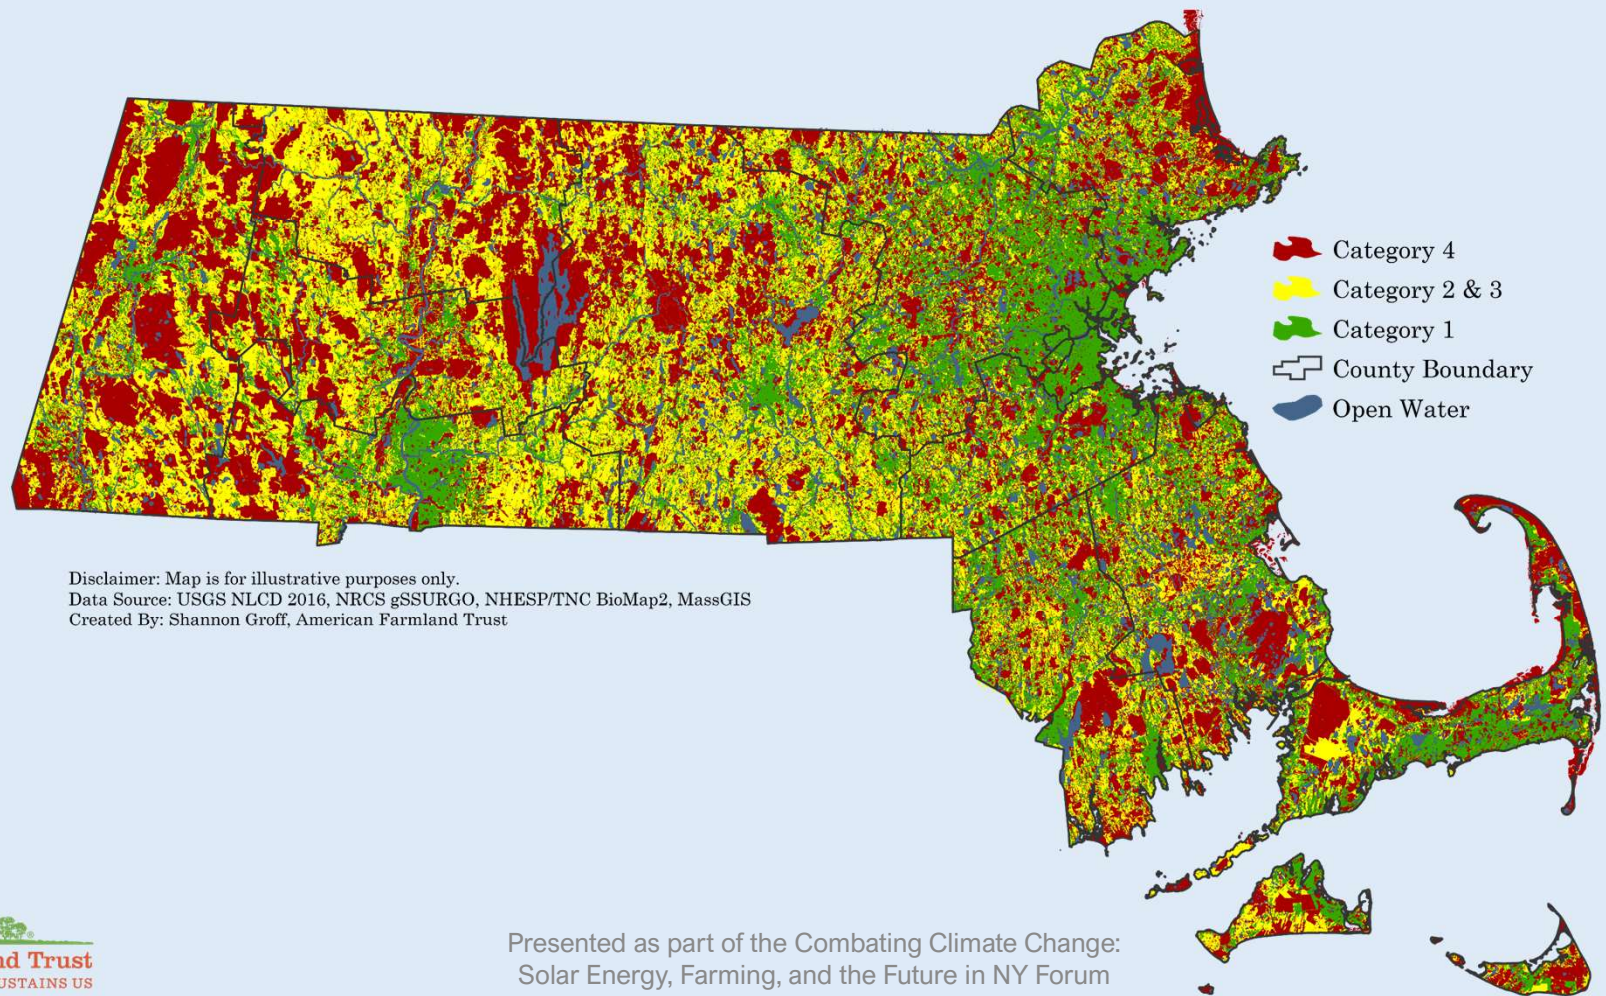 Category 4
Category 2 & 3
Category 1
County Boundary
Open Water
Disclaimer: Map is for illustrative purposes only.
Data Source: USGS NLCD 2016, NRCS gSSURGO, NHESP/TNC BioMap2, MassGIS
Created By: Shannon Groff, American Farmland Trust
Trust
US
Presented as part of the Combating Climate Change:
Solar Energy, Farming, and the Future in NY Forum